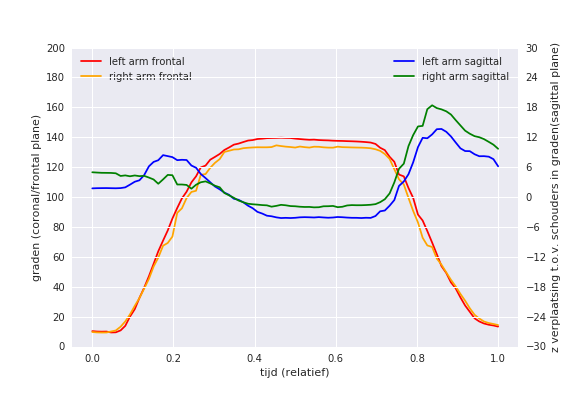 200
180
160
140
120
100
80
60
40
20
0
graden (coronal/frontal plane)
left arm frontal
right arm frontal
left arm sagittal
right arm sagittal
30
24
18
12
6
0
−6
−12
−18
−24
−30
z verplaatsing t.o.v. schouders in graden(sagittal plane)
0.0 0.2 0.4 0.6 0.8 1.0
tijd (relatief)